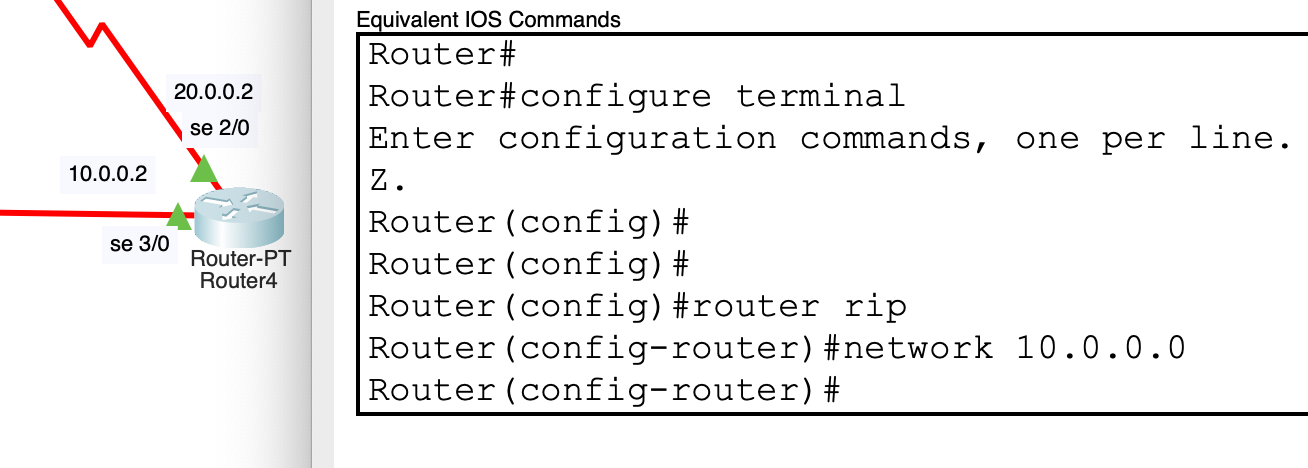 20.0.0.2
se 2/0
10.0.0.2
se 3/0
Router-PT
Router4
Equivalent IOS Commands
Router#
Router#configure terminal
Enter configuration commands, one per line.
Z.
Router(config)#
Router(config)#
Router(config)#router rip
Router(config-router)#network 10.0.0.0
Router(config-router)#